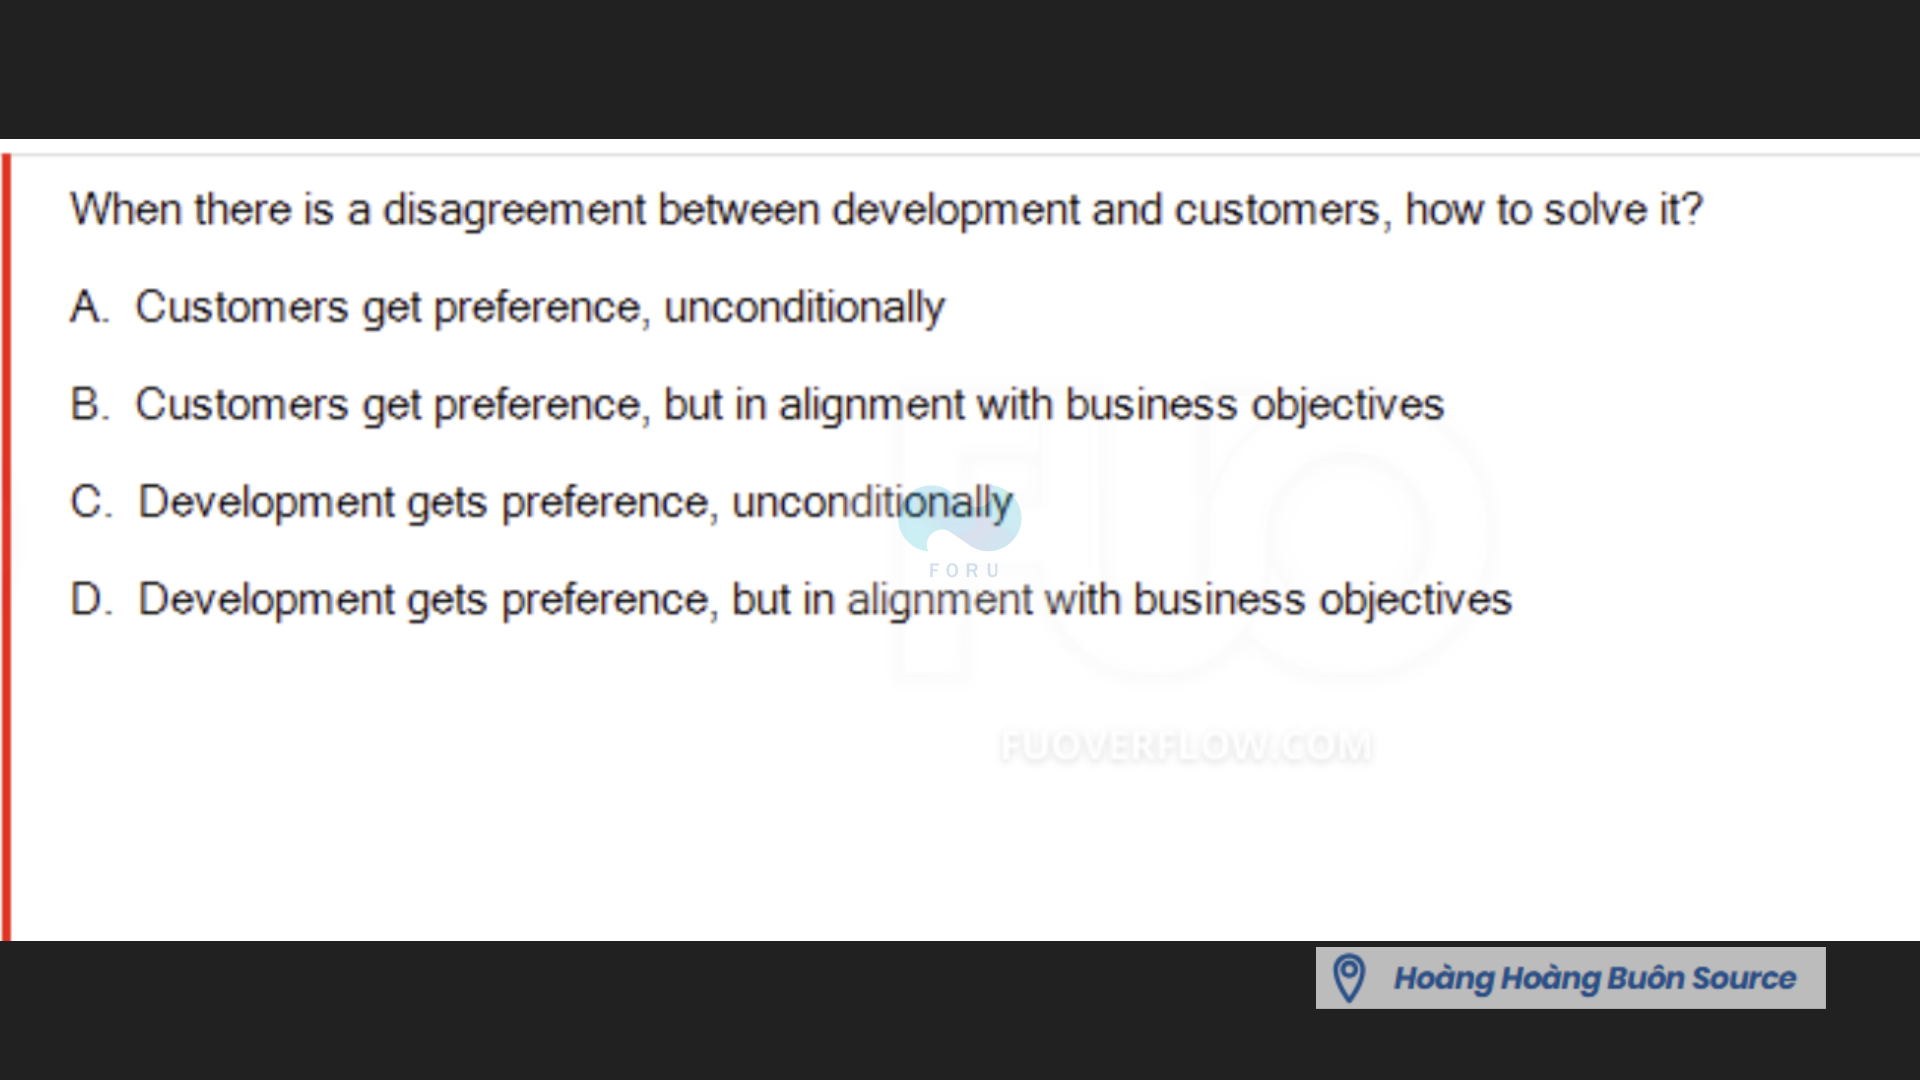 When there is a disagreement between development and customers, how to solve it?
A. Customers get preference, unconditionally
B. Customers get preference, but in alignment with business objectives
C. Development gets preference, unconditionally
FORU
D. Development gets preference, but in alignment with business objectives
FUO
FUOVERFLOW.COM
Hoàng Hoàng Buôn Source